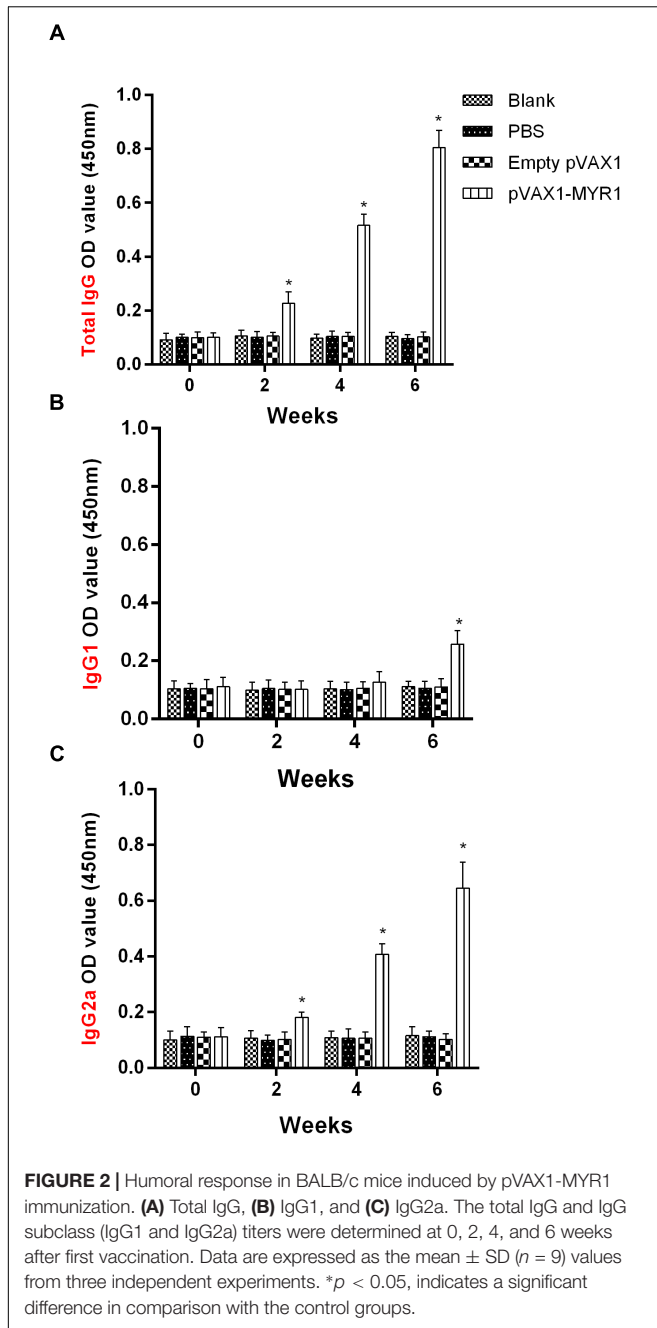 A
1.0
0.8
0.6
0.4
0.2
0.0
Total IgG OD value (450nm)
Blank
PBS
Empty pVAX1
pVAX1-MYR1
*
*
*
0
2
4
6
Weeks
B
1.0
0.8
0.6
0.4
0.2
0.0
IgG1 OD value (450nm)
*
0
2
4
6
Weeks
C
1.0
0.8
0.6
0.4
0.2
0.0
IgG2a OD value (450nm)
*
*
*
0
2
4
6
Weeks
FIGURE 2 | Humoral response in BALB/c mice induced by pVAX1-MYR1
immunization. (A) Total IgG, (B) IgG1, and (C) IgG2a. The total IgG and IgG
subclass (IgG1 and IgG2a) titers were determined at 0, 2, 4, and 6 weeks
after first vaccination. Data are expressed as the mean ± SD (n = 9) values
from three independent experiments. *p < 0.05, indicates a significant
difference in comparison with the control groups.